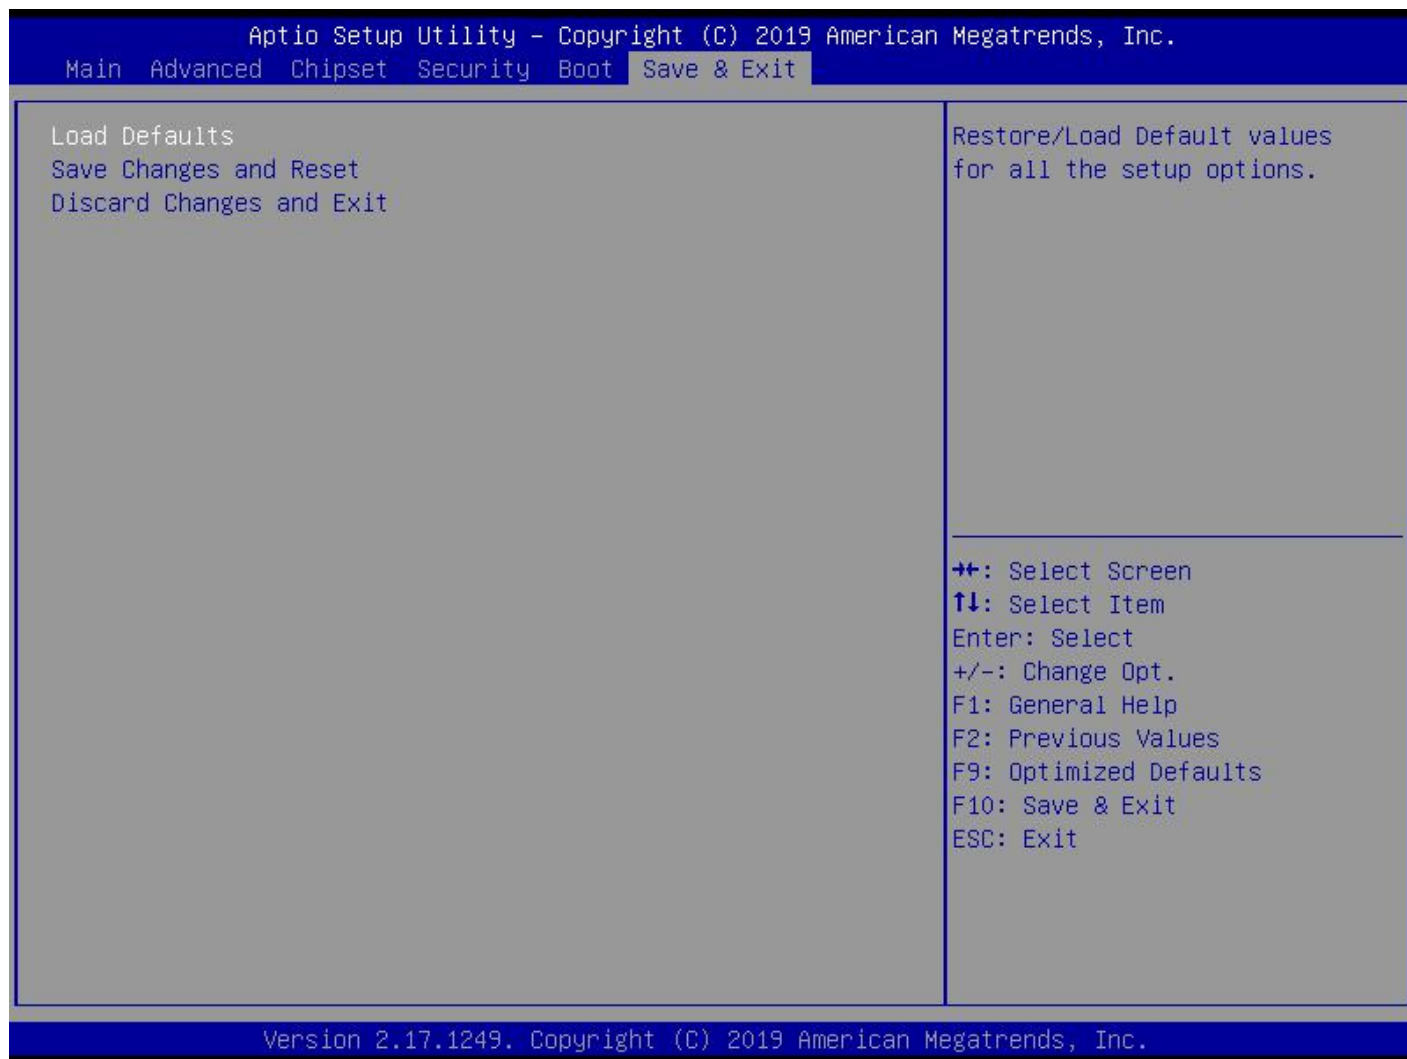 Aptio Setup Utility – Copyright (C) 2019 American Megatrends, Inc.
Main Advanced Chipset Security Boot Save & Exit
Load Defaults
Save Changes and Reset
Discard Changes and Exit
Restore/Load Default values
for all the setup options.
→←: Select Screen
↑↓: Select Item
Enter: Select
+/-: Change Opt.
F1: General Help
F2: Previous Values
F9: Optimized Defaults
F10: Save & Exit
ESC: Exit
Version 2.17.1249. Copyright (C) 2019 American Megatrends, Inc.